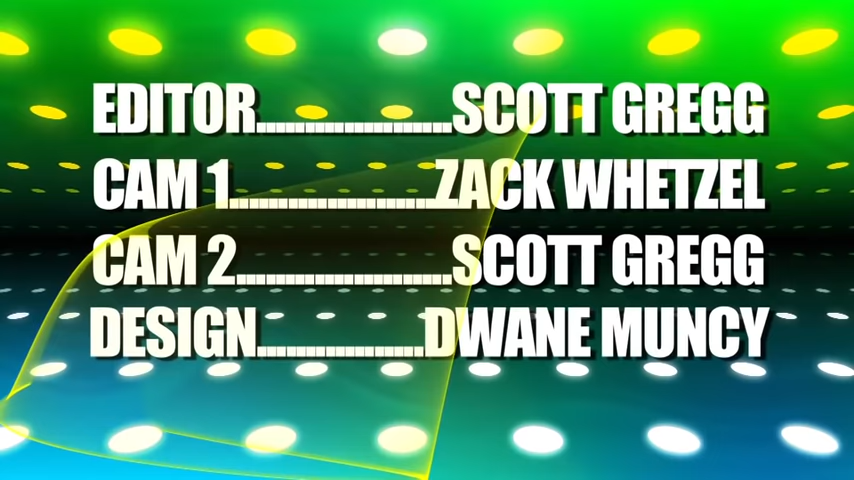 EDITOR....................SCOTT GREGG
CAM 1.....................ZACK WHETZEL
CAM 2......................SCOTT GREGG
DESIGN.................DWANE MUNCY